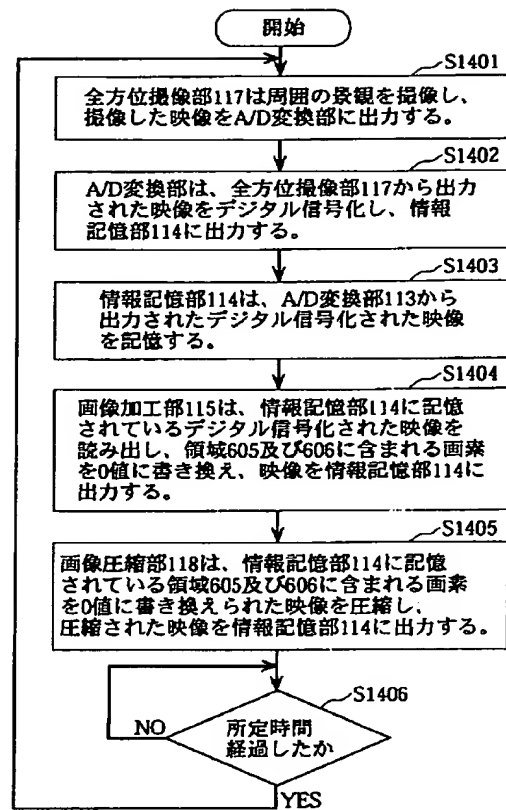 開始
S1401
全方位撮像部117は周囲の景観を撮像し、
撮像した映像をA/D変換部に出力する。
S1402
A/D変換部は、全方位撮像部117から出力
された映像をデジタル信号化し、情報
記憶部114に出力する。
S1403
情報記憶部114は、A/D変換部113から
出力されたデジタル信号化された映像
を記憶する。
S1404
画像加工部115は、情報記憶部114に記憶
されているデジタル信号化された映像を
読み出し、領域605及び606に含まれる画素
を0値に書き換え、映像を情報記憶部114に
出力する。
S1405
画像圧縮部118は、情報記憶部114に記憶
されている領域605及び606に含まれる画素
を0値に書き換えられた映像を圧縮し、
圧縮された映像を情報記憶部114に出力する。
S1406
所定時間
経過したか
NO
YES